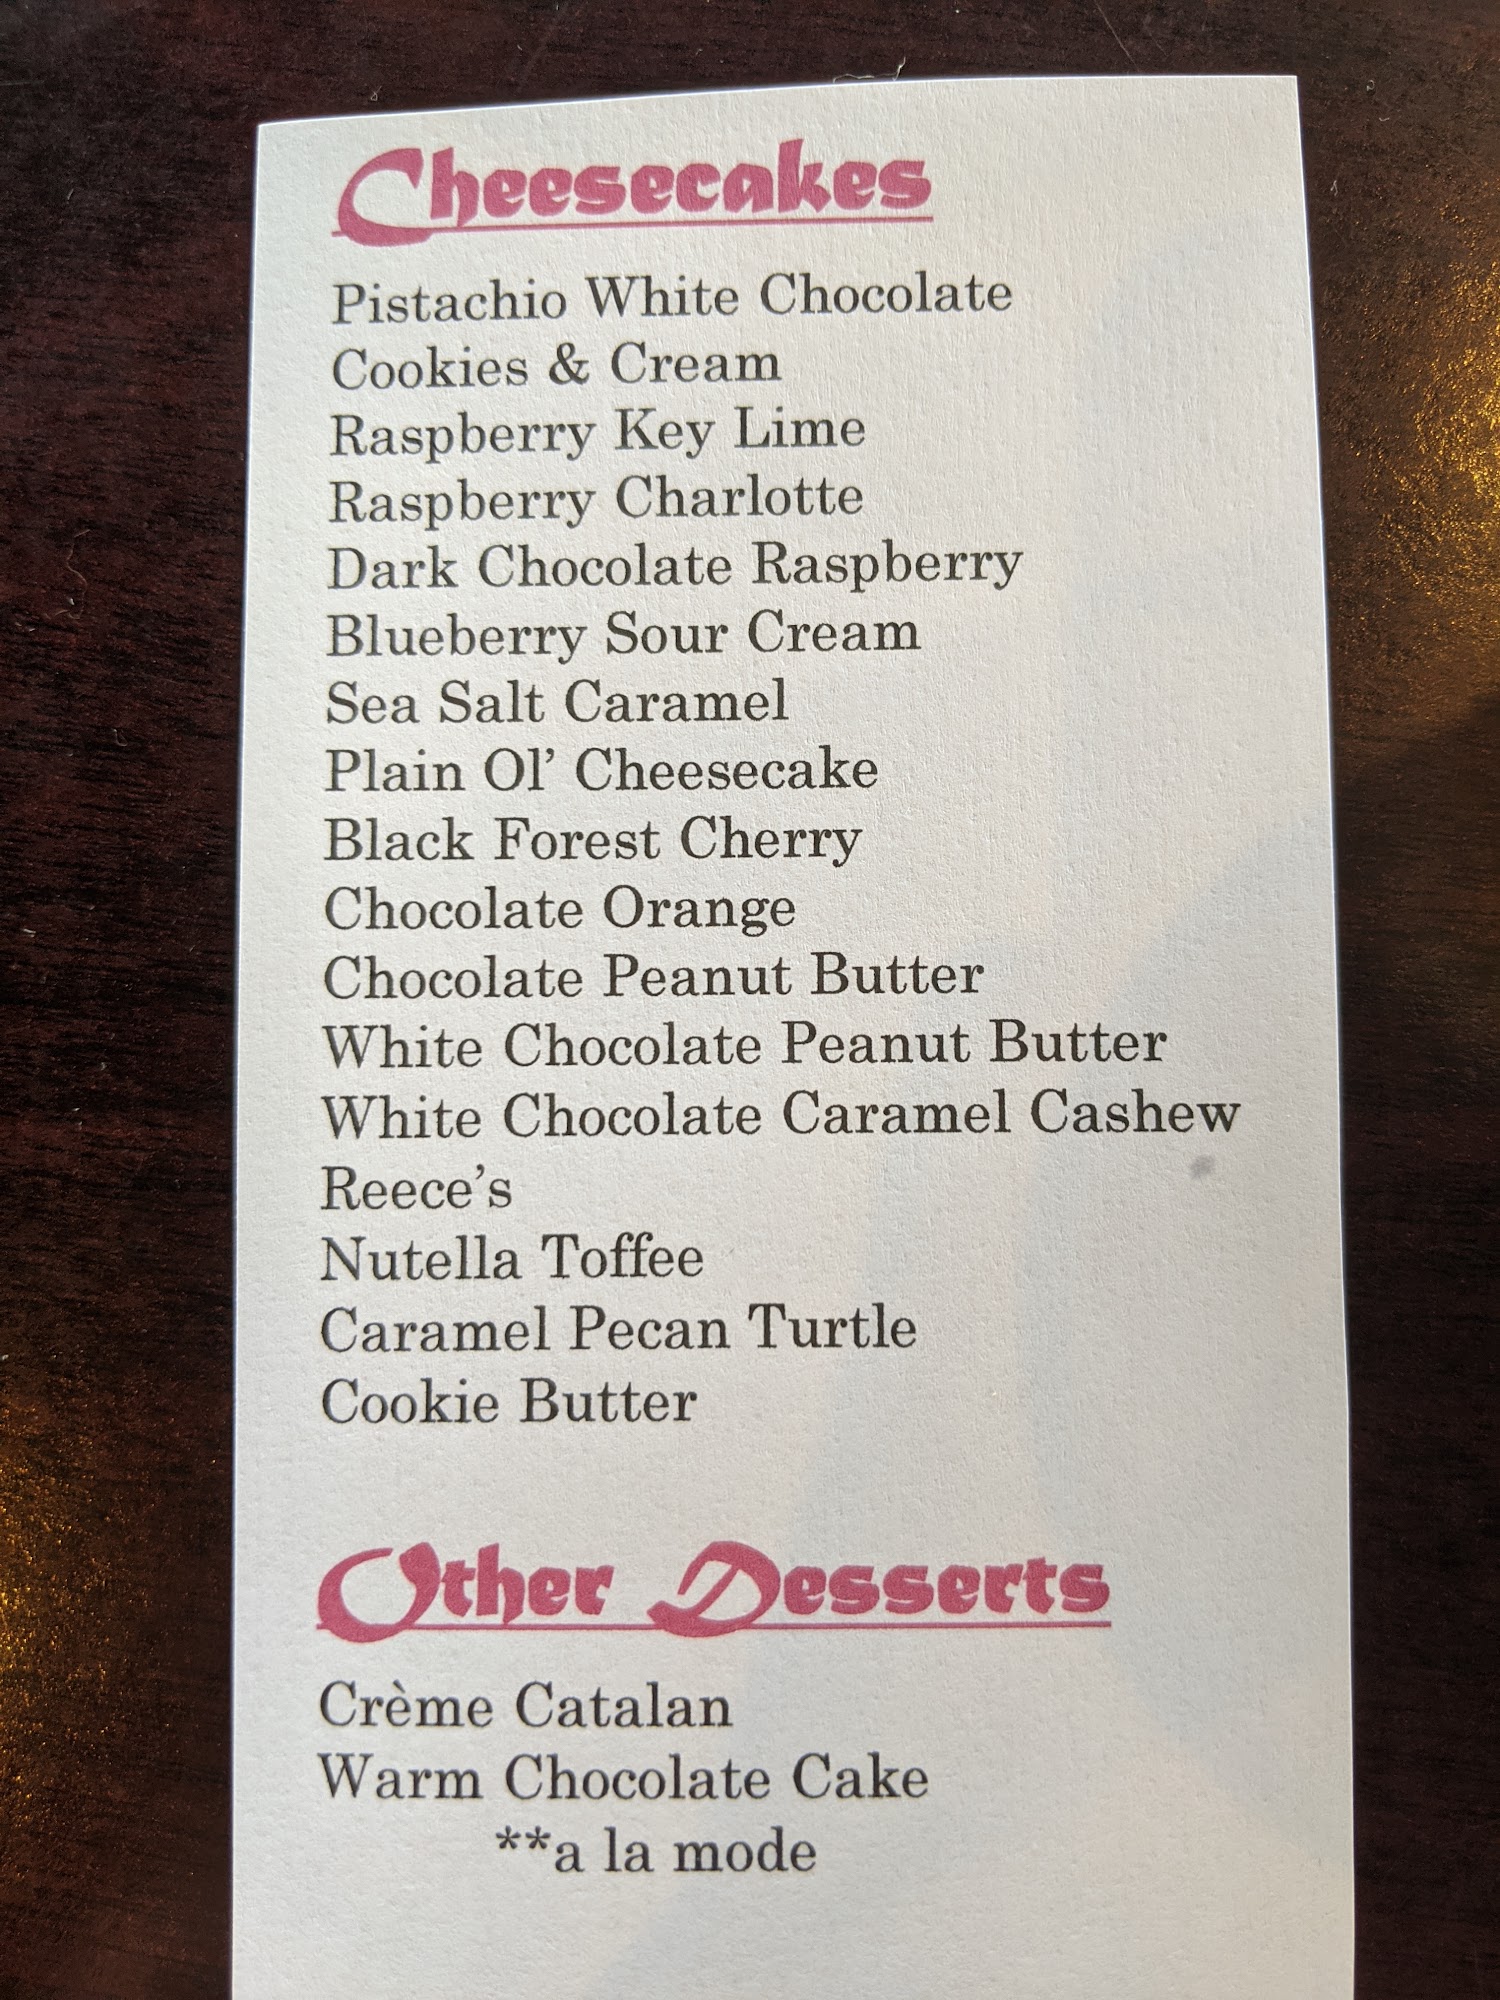 Cheesecakes
Pistachio White Chocolate
Cookies & Cream
Raspberry Key Lime
Raspberry Charlotte
Dark Chocolate Raspberry
Blueberry Sour Cream
Sea Salt Caramel
Plain Ol’ Cheesecake
Black Forest Cherry
Chocolate Orange
Chocolate Peanut Butter
White Chocolate Peanut Butter
White Chocolate Caramel Cashew
Reece’s
Nutella Toffee
Caramel Pecan Turtle
Cookie Butter
Other Desserts
Crème Catalan
Warm Chocolate Cake
**a la mode